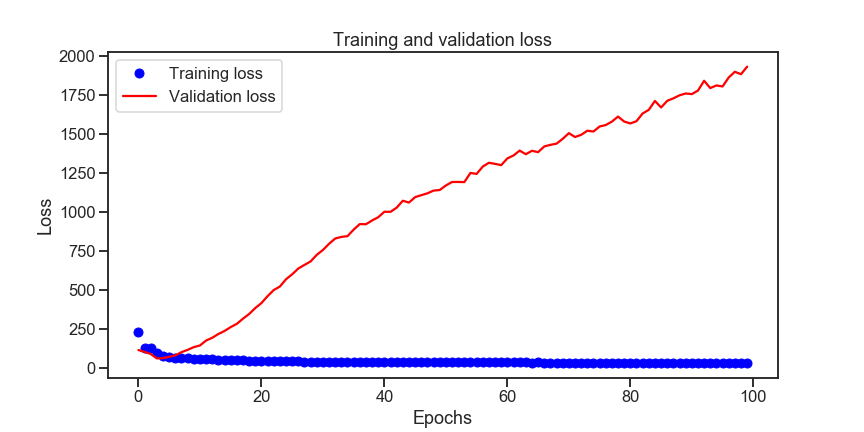 Training and validation loss
2000
1750
1500
1250
1000
750
500
250
0
Loss
Training loss
Validation loss
0 20 40 60 80 100
Epochs